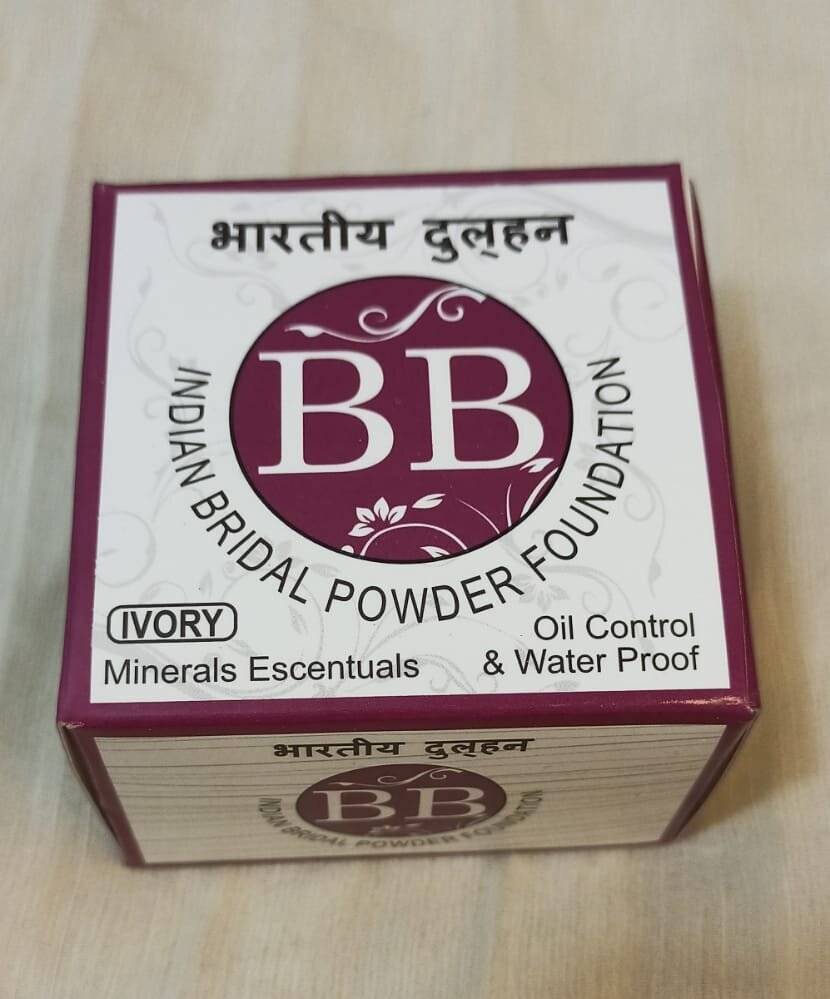 भारतीय दुल्‍हन
BB
INDIAN BRIDAL POWDER FOUNDATION
IVORY
Minerals Escentuals
Oil Control
& Water Proof
भारतीय दुल्‍हन
BB
INDIAN BRIDAL POWDER FOUNDATION